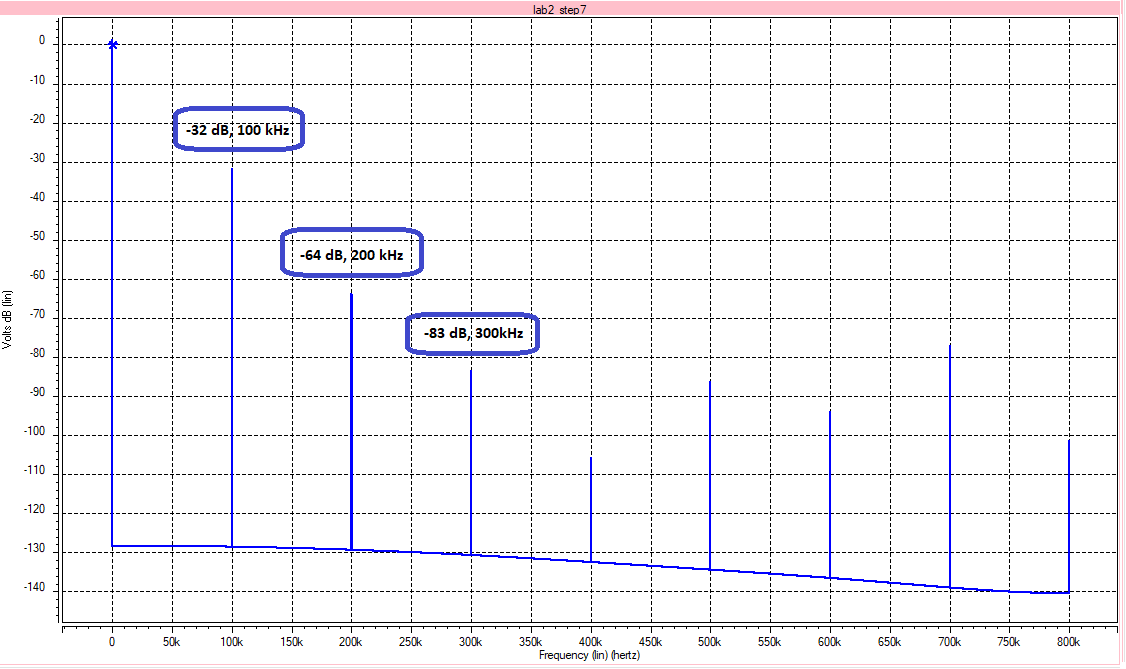 lab2_step7
0
-10
-20
-30
-40
-50
-60
-70
-80
-90
-100
-110
-120
-130
-140
Volts dB (lin)
-32 dB, 100 kHz
-64 dB, 200 kHz
-83 dB, 300kHz
0 50k 100k 150k 200k 250k 300k 350k 400k 450k 500k 550k 600k 650k 700k 750k 800k
Frequency (lin) (hertz)